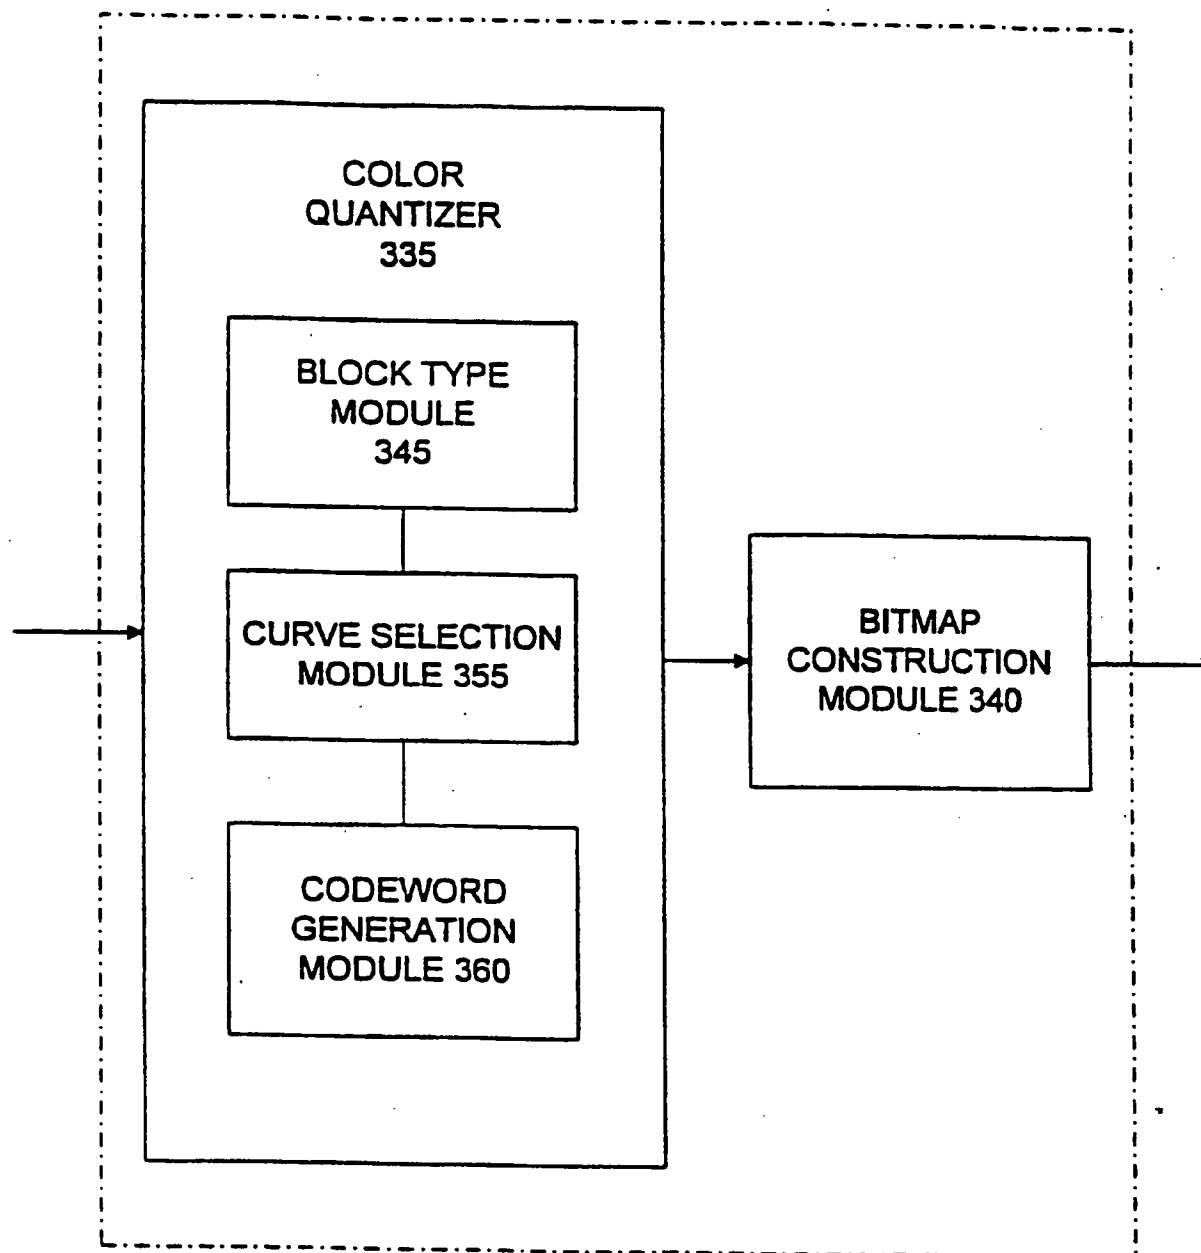 COLOR
QUANTIZER
335
BLOCK TYPE
MODULE
345
CURVE SELECTION
MODULE 355
CODEWORD
GENERATION
MODULE 360
BITMAP
CONSTRUCTION
MODULE 340